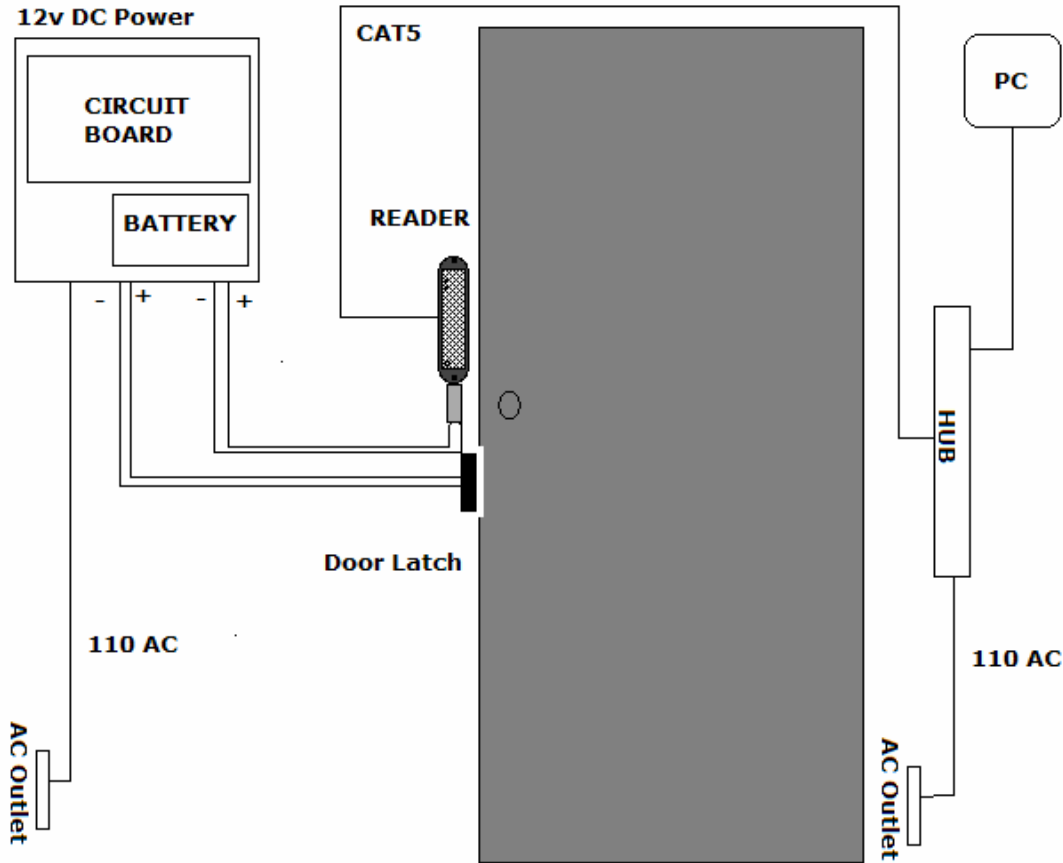 12v DC Power
CAT5
PC
CIRCUIT
BOARD
BATTERY
READER
- + - +
HUB
Door Latch
110 AC
110 AC
AC Outlet
AC Outlet